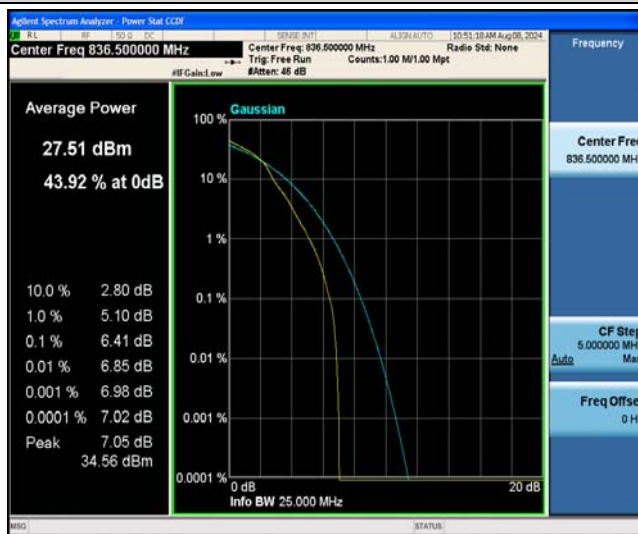 Agilent Spectrum Analyzer - Power Stat CCDF
RL RF 50 Ω DC SENSE:INT ALIGN AUTO 10:51:18 AM Aug 08, 2024
Center Freq 836.500000 MHz
Center Freq: 836.500000 MHz Radio Std: None
Trig: Free Run Counts:1.00 M/1.00 Mpt
#IFGain:Low #Atten: 46 dB
Frequency
Average Power
27.51 dBm
43.92 % at 0dB
10.0 % 2.80 dB
1.0 % 5.10 dB
0.1 % 6.41 dB
0.01 % 6.85 dB
0.001 % 6.98 dB
0.0001 % 7.02 dB
Peak 7.05 dB
34.56 dBm
Gaussian
100 %
10 %
1 %
0.1 %
0.01 %
0.001 %
0.0001 %
0 dB 20 dB
Info BW 25.000 MHz
Center Fre
836.500000 MH
CF Step
5.000000 MH
Auto Ma
Freq Offse
0 H
MSG STATUS